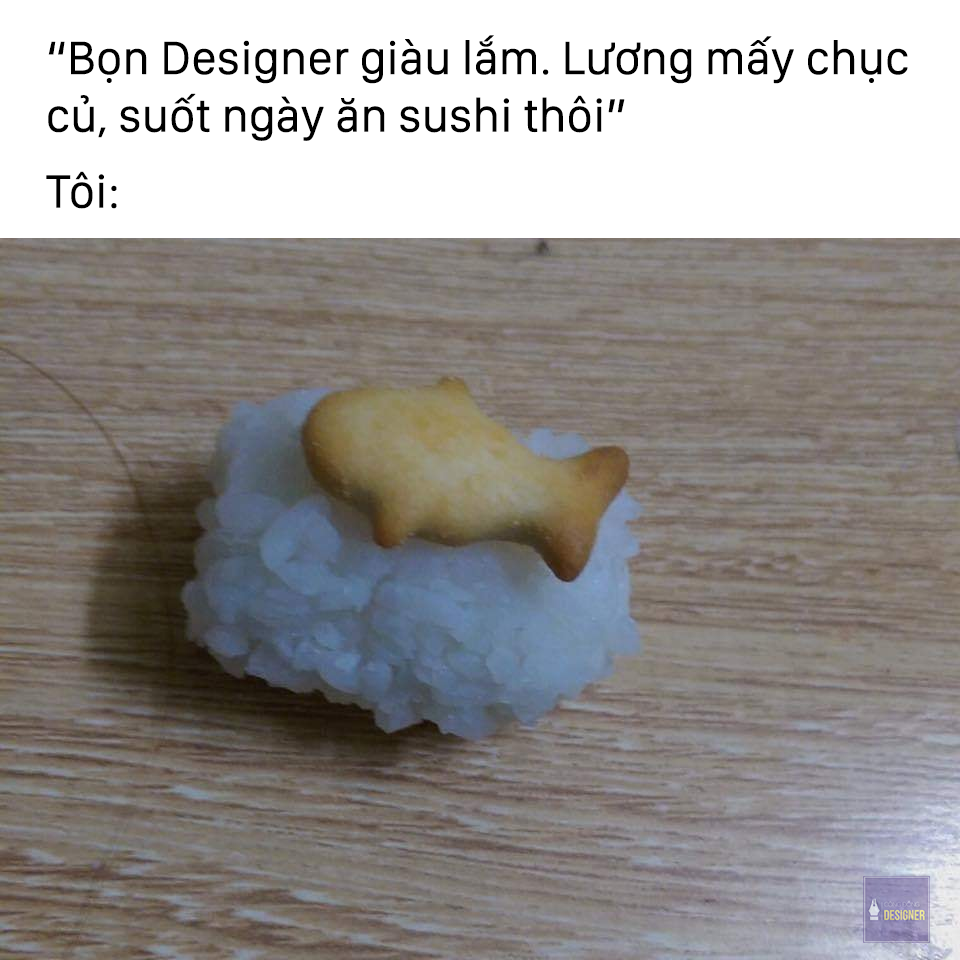 “Bọn Designer giàu lắm. Lương mấy chục
củ, suốt ngày ăn sushi thôi”
Tôi:
DESIGNER